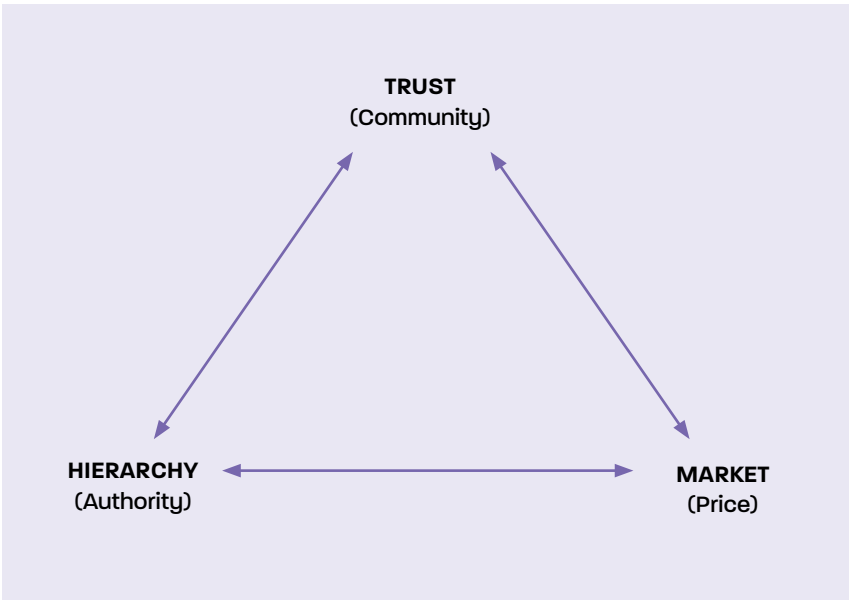 TRUST
(Community)
HIERARCHY
(Authority)
MARKET
(Price)